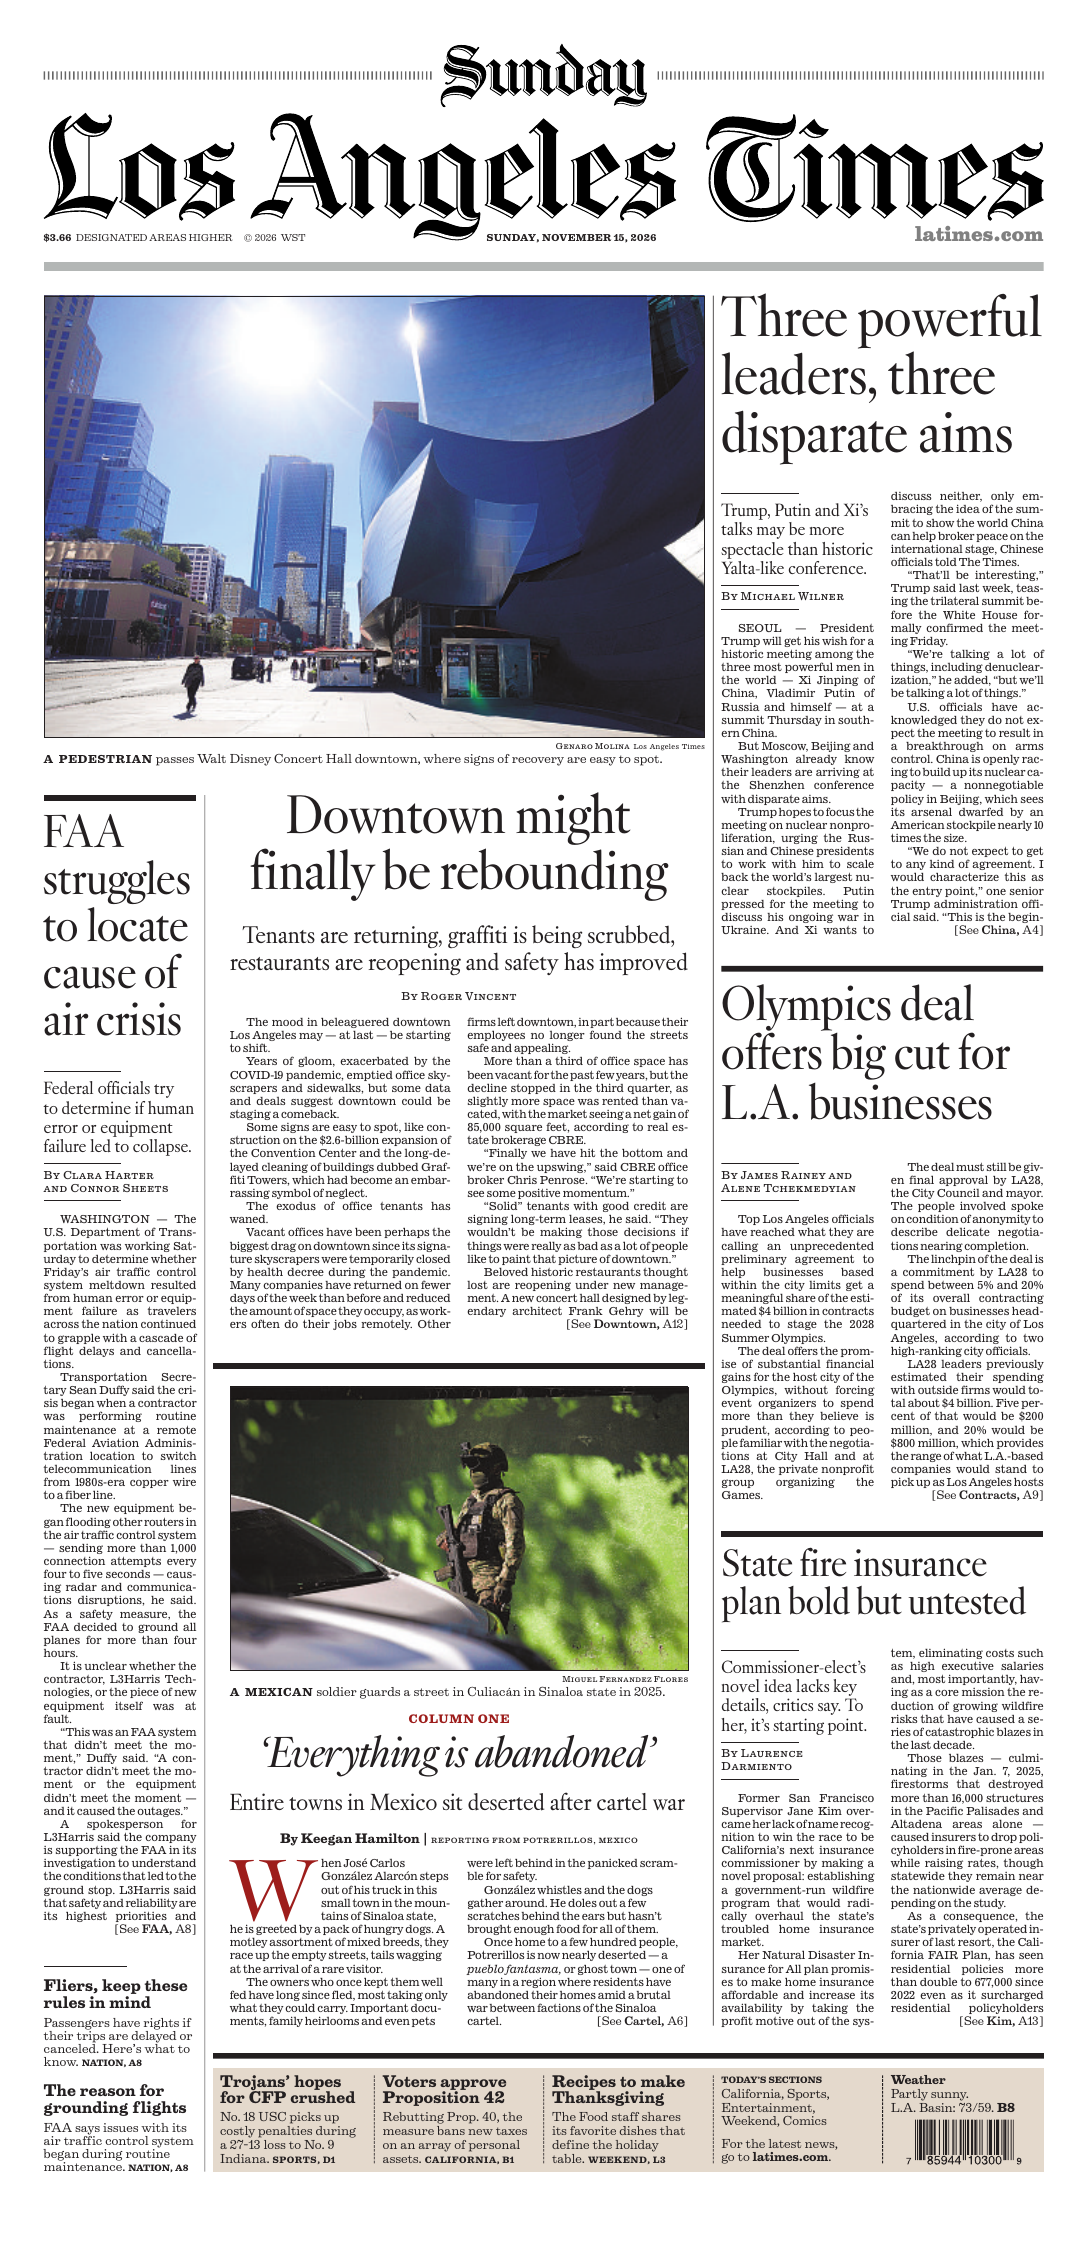 Sunday
Los Angeles Times
$3.66 DESIGNATED AREAS HIGHER © 2026 WST
SUNDAY, NOVEMBER 15, 2026
latimes.com
GENARO MOLINA Los Angeles Times
A PEDESTRIAN passes Walt Disney Concert Hall downtown, where signs of recovery are easy to spot.
Three powerful
leaders, three
disparate aims
Trump, Putin and Xi’s
talks may be more
spectacle than historic
Yalta-like conference.
BY MICHAEL WILNER
SEOUL — President
Trump will get his wish for a
historic meeting among the
three most powerful men in
the world — Xi Jinping of
China, Vladimir Putin of
Russia and himself — at a
summit Thursday in south-
ern China.
But Moscow, Beijing and
Washington already know
their leaders are arriving at
the Shenzhen conference
with disparate aims.
Trump hopes to focus the
meeting on nuclear nonpro-
liferation, urging the Rus-
sian and Chinese presidents
to work with him to scale
back the world’s largest nu-
clear stockpiles. Putin
pressed for the meeting to
discuss his ongoing war in
Ukraine. And Xi wants to
discuss neither, only em-
bracing the idea of the sum-
mit to show the world China
can help broker peace on the
international stage, Chinese
officials told The Times.
“That’ll be interesting,”
Trump said last week, teas-
ing the trilateral summit be-
fore the White House for-
mally confirmed the meet-
ing Friday.
“We’re talking a lot of
things, including denuclear-
ization,” he added, “but we’ll
be talking a lot of things.”
U.S. officials have ac-
knowledged they do not ex-
pect the meeting to result in
a breakthrough on arms
control. China is openly rac-
ing to build up its nuclear ca-
pacity — a nonnegotiable
policy in Beijing, which sees
its arsenal dwarfed by an
American stockpile nearly 10
times the size.
“We do not expect to get
to any kind of agreement. I
would characterize this as
the entry point,” one senior
Trump administration offi-
cial said. “This is the begin-
[See China, A4]
FAA
struggles
to locate
cause of
air crisis
Federal officials try
to determine if human
error or equipment
failure led to collapse.
BY CLARA HARTER
AND CONNOR SHEETS
WASHINGTON — The
U.S. Department of Trans-
portation was working Sat-
urday to determine whether
Friday’s air traffic control
system meltdown resulted
from human error or equip-
ment failure as travelers
across the nation continued
to grapple with a cascade of
flight delays and cancella-
tions.
Transportation Secre-
tary Sean Duffy said the cri-
sis began when a contractor
was performing routine
maintenance at a remote
Federal Aviation Adminis-
tration location to switch
telecommunication lines
from 1980s-era copper wire
to a fiber line.
The new equipment be-
gan flooding other routers in
the air traffic control system
— sending more than 1,000
connection attempts every
four to five seconds — caus-
ing radar and communica-
tions disruptions, he said.
As a safety measure, the
FAA decided to ground all
planes for more than four
hours.
It is unclear whether the
contractor, L3Harris Tech-
nologies, or the piece of new
equipment itself was at
fault.
“This was an FAA system
that didn’t meet the mo-
ment,” Duffy said. “A con-
tractor didn’t meet the mo-
ment or the equipment
didn’t meet the moment —
and it caused the outages.”
A spokesperson for
L3Harris said the company
is supporting the FAA in its
investigation to understand
the conditions that led to the
ground stop. L3Harris said
that safety and reliability are
its highest priorities and
[See FAA, A8]
Fliers, keep these
rules in mind
Passengers have rights if
their trips are delayed or
canceled. Here’s what to
know. NATION, A8
The reason for
grounding flights
FAA says issues with its
air traffic control system
began during routine
maintenance. NATION, A8
Downtown might
finally be rebounding
Tenants are returning, graffiti is being scrubbed,
restaurants are reopening and safety has improved
BY ROGER VINCENT
The mood in beleaguered downtown
Los Angeles may — at last — be starting
to shift.
Years of gloom, exacerbated by the
COVID-19 pandemic, emptied office sky-
scrapers and sidewalks, but some data
and deals suggest downtown could be
staging a comeback.
Some signs are easy to spot, like con-
struction on the $2.6-billion expansion of
the Convention Center and the long-de-
layed cleaning of buildings dubbed Graf-
fiti Towers, which had become an embar-
rassing symbol of neglect.
The exodus of office tenants has
waned.
Vacant offices have been perhaps the
biggest drag on downtown since its signa-
ture skyscrapers were temporarily closed
by health decree during the pandemic.
Many companies have returned on fewer
days of the week than before and reduced
the amount of space they occupy, as work-
ers often do their jobs remotely. Other
firms left downtown, in part because their
employees no longer found the streets
safe and appealing.
More than a third of office space has
been vacant for the past few years, but the
decline stopped in the third quarter, as
slightly more space was rented than va-
cated, with the market seeing a net gain of
85,000 square feet, according to real es-
tate brokerage CBRE.
“Finally we have hit the bottom and
we’re on the upswing,” said CBRE office
broker Chris Penrose. “We’re starting to
see some positive momentum.”
“Solid” tenants with good credit are
signing long-term leases, he said. “They
wouldn’t be making those decisions if
things were really as bad as a lot of people
like to paint that picture of downtown.”
Beloved historic restaurants thought
lost are reopening under new manage-
ment. A new concert hall designed by leg-
endary architect Frank Gehry will be
[See Downtown, A12]
MIGUEL FERNANDEZ FLORES
A MEXICAN soldier guards a street in Culiacán in Sinaloa state in 2025.
COLUMN ONE
‘Everything is abandoned’
Entire towns in Mexico sit deserted after cartel war
By Keegan Hamilton | REPORTING FROM POTRERILLOS, MEXICO
When José Carlos
González Alarcón steps
out of his truck in this
small town in the moun-
tains of Sinaloa state,
he is greeted by a pack of hungry dogs. A
motley assortment of mixed breeds, they
race up the empty streets, tails wagging
at the arrival of a rare visitor.
The owners who once kept them well
fed have long since fled, most taking only
what they could carry. Important docu-
ments, family heirlooms and even pets
were left behind in the panicked scram-
ble for safety.
González whistles and the dogs
gather around. He doles out a few
scratches behind the ears but hasn’t
brought enough food for all of them.
Once home to a few hundred people,
Potrerillos is now nearly deserted — a
pueblo fantasma, or ghost town — one of
many in a region where residents have
abandoned their homes amid a brutal
war between factions of the Sinaloa
cartel. [See Cartel, A6]
Olympics deal
offers big cut for
L.A. businesses
BY JAMES RAINEY AND
ALENE TCHEKMEDYIAN
Top Los Angeles officials
have reached what they are
calling an unprecedented
preliminary agreement to
help businesses based
within the city limits get a
meaningful share of the esti-
mated $4 billion in contracts
needed to stage the 2028
Summer Olympics.
The deal offers the prom-
ise of substantial financial
gains for the host city of the
Olympics, without forcing
event organizers to spend
more than they believe is
prudent, according to peo-
ple familiar with the negotia-
tions at City Hall and at
LA28, the private nonprofit
group organizing the
Games.
The deal must still be giv-
en final approval by LA28,
the City Council and mayor.
The people involved spoke
on condition of anonymity to
describe delicate negotia-
tions nearing completion.
The linchpin of the deal is
a commitment by LA28 to
spend between 5% and 20%
of its overall contracting
budget on businesses head-
quartered in the city of Los
Angeles, according to two
high-ranking city officials.
LA28 leaders previously
estimated their spending
with outside firms would to-
tal about $4 billion. Five per-
cent of that would be $200
million, and 20% would be
$800 million, which provides
the range of what L.A.-based
companies would stand to
pick up as Los Angeles hosts
[See Contracts, A9]
State fire insurance
plan bold but untested
Commissioner-elect’s
novel idea lacks key
details, critics say. To
her, it’s starting point.
BY LAURENCE
DARMIENTO
Former San Francisco
Supervisor Jane Kim over-
came her lack of name recog-
nition to win the race to be
California’s next insurance
commissioner by making a
novel proposal: establishing
a government-run wildfire
program that would radi-
cally overhaul the state’s
troubled home insurance
market.
Her Natural Disaster In-
surance for All plan promis-
es to make home insurance
affordable and increase its
availability by taking the
profit motive out of the sys-
tem, eliminating costs such
as high executive salaries
and, most importantly, hav-
ing as a core mission the re-
duction of growing wildfire
risks that have caused a se-
ries of catastrophic blazes in
the last decade.
Those blazes — culmi-
nating in the Jan. 7, 2025,
firestorms that destroyed
more than 16,000 structures
in the Pacific Palisades and
Altadena areas alone —
caused insurers to drop poli-
cyholders in fire-prone areas
while raising rates, though
statewide they remain near
the nationwide average de-
pending on the study.
As a consequence, the
state’s privately operated in-
surer of last resort, the Cali-
fornia FAIR Plan, has seen
residential policies more
than double to 677,000 since
2022 even as it surcharged
residential policyholders
[See Kim, A13]
Trojans’ hopes
for CFP crushed
No. 18 USC picks up
costly penalties during
a 27-13 loss to No. 9
Indiana. SPORTS, D1
Voters approve
Proposition 42
Rebutting Prop. 40, the
measure bans new taxes
on an array of personal
assets. CALIFORNIA, B1
Recipes to make
Thanksgiving
The Food staff shares
its favorite dishes that
define the holiday
table. WEEKEND, L3
TODAY’S SECTIONS
California, Sports,
Entertainment,
Weekend, Comics
For the latest news,
go to latimes.com.
Weather
Partly sunny.
L.A. Basin: 73/59. B8
7 85944 10300 9